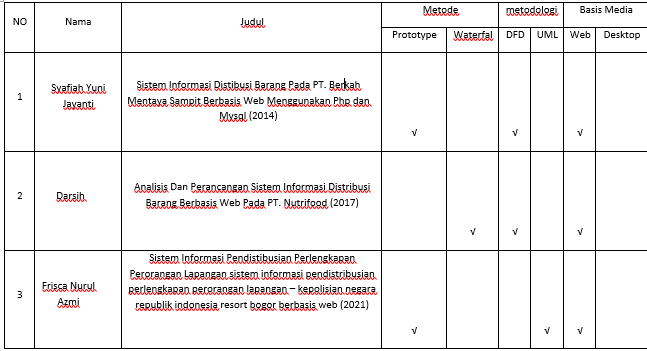 NO Nama Judul Metode metodologi Basis Media
Prototype Waterfal DFD UML Web Desktop
Sistem Informasi Distibusi Barang Pada PT. Berkah
1 Syafiah Yuni Mentaya Sampit Berbasis Web Menggunakan Php dan
Jayanti Mysql (2014)
√ √ √
Analisis Dan Perancangan Sistem Informasi Distribusi
2 Darsih Barang Berbasis Web Pada PT. Nutrifood (2017)
√ √ √
Sistem Informasi Pendistibusian Perlengkapan
Perorangan Lapangan sistem informasi pendistribusian
3 Frisca Nurul perlengkapan perorangan lapangan – kepolisian negara
Azmi republik indonesia resort bogor berbasis web (2021)
√ √ √